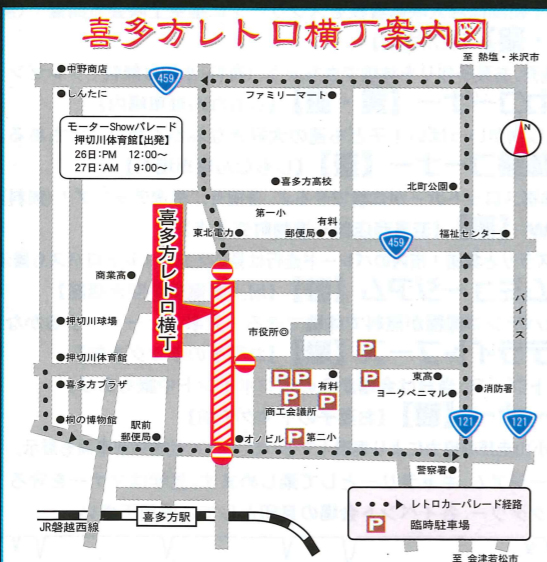 喜多方レトロ横丁案内図
至 熱塩・米沢市
中野商店
しんたに
459
ファミリーマート
モーターShowパレード
押切川体育館【出発】
26日:PM 12:00〜
27日:AM 9:00〜
N
喜多方高校
北町公園
第一小
有料
東北電力
郵便局
福祉センター
459
喜多方レトロ横丁
商業高
バイパス
押切川球場
市役所
P
押切川体育館
P P
P
有料
東高
消防署
喜多方プラザ
P
P
ヨークベニマル
商工会議所
桐の博物館
駅前
郵便局
オノビル
P
第二小
121
121
警察署
レトロカーパレード経路
P
臨時駐車場
喜多方駅
JR磐越西線
至 会津若松市